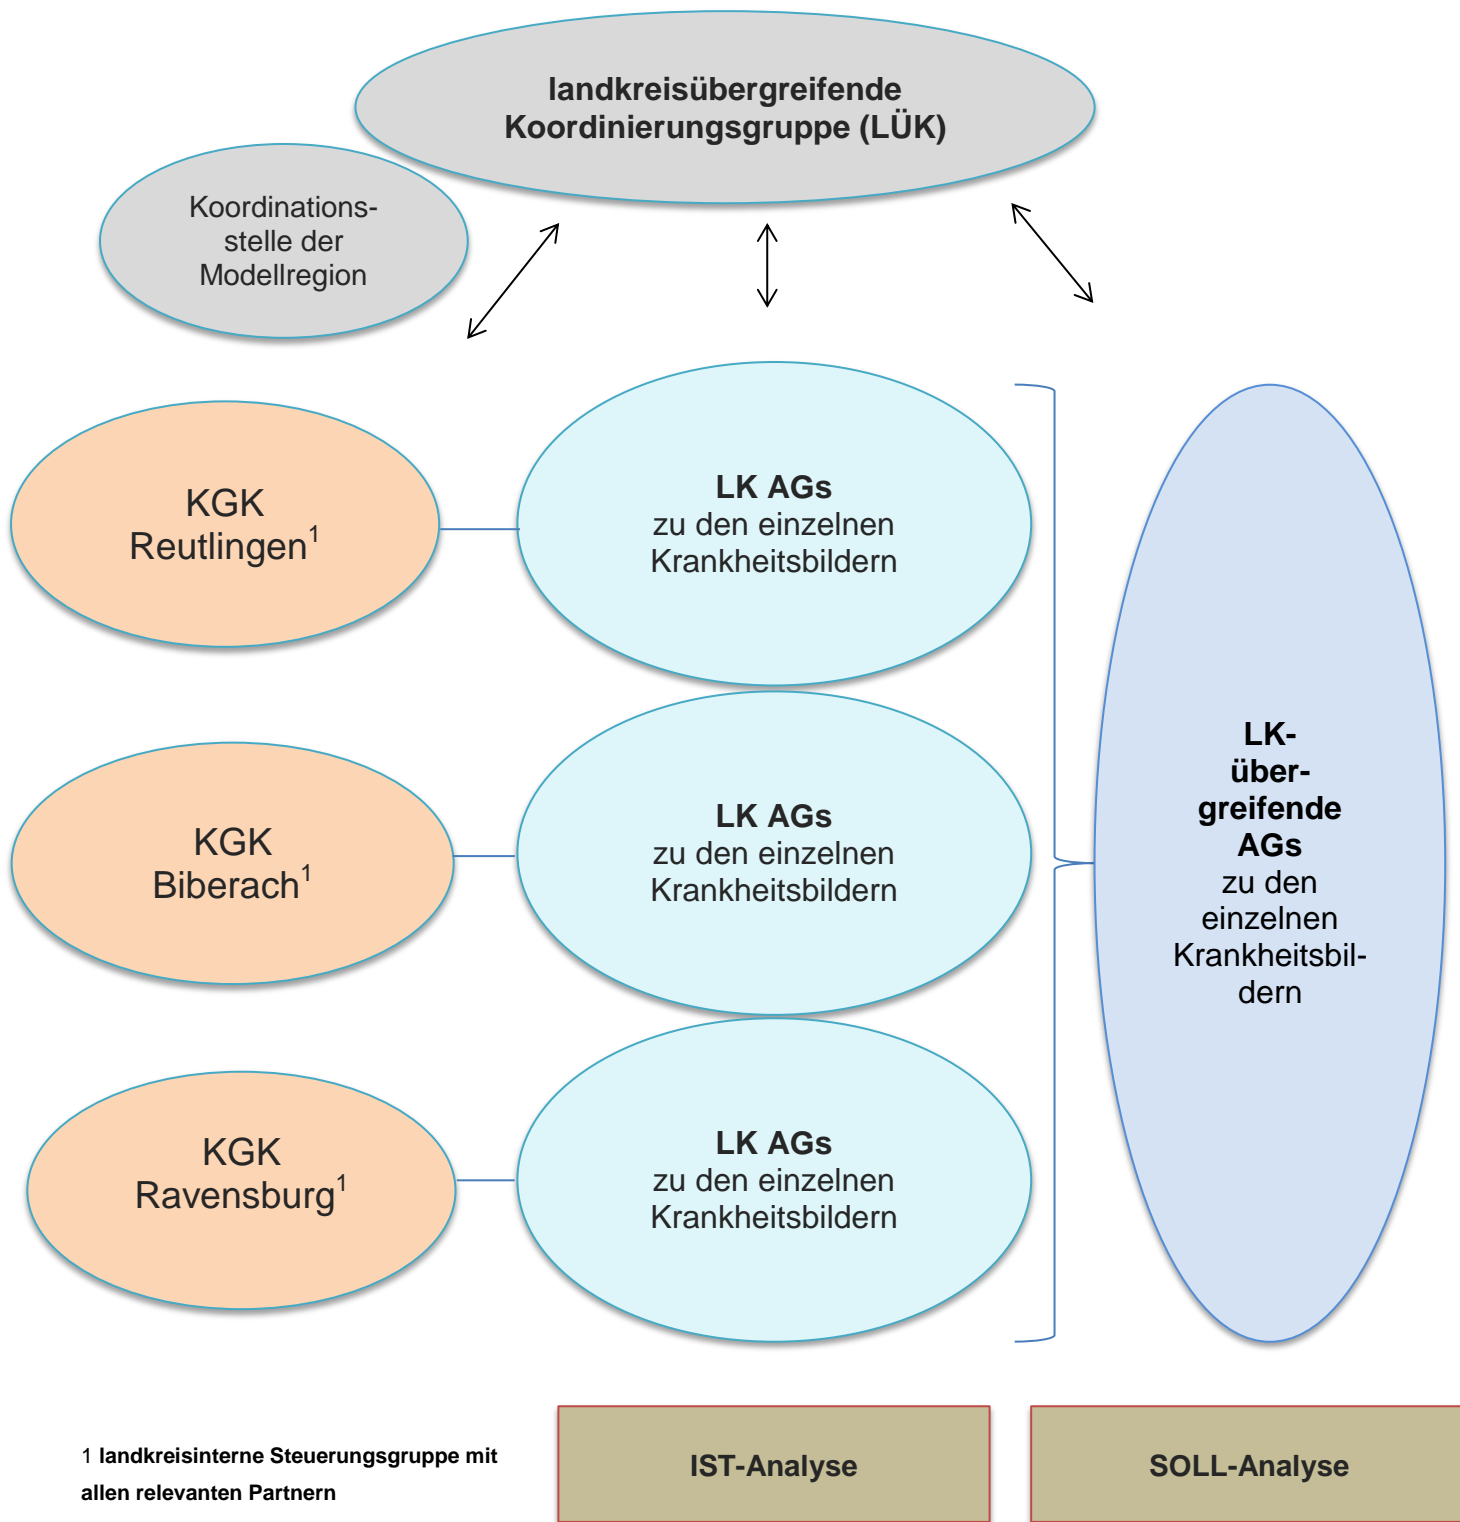 landkreisübergreifende
Koordinierungsgruppe (LÜK)
Koordinations-
stelle der
Modellregion
KGK
Reutlingen¹
LK AGs
zu den einzelnen
Krankheitsbildern
KGK
Biberach¹
LK AGs
zu den einzelnen
Krankheitsbildern
KGK
Ravensburg¹
LK AGs
zu den einzelnen
Krankheitsbildern
LK-
über-
greifende
AGs
zu den
einzelnen
Krankheitsbil-
dern
1 landkreisinterne Steuerungsgruppe mit
allen relevanten Partnern
IST-Analyse
SOLL-Analyse